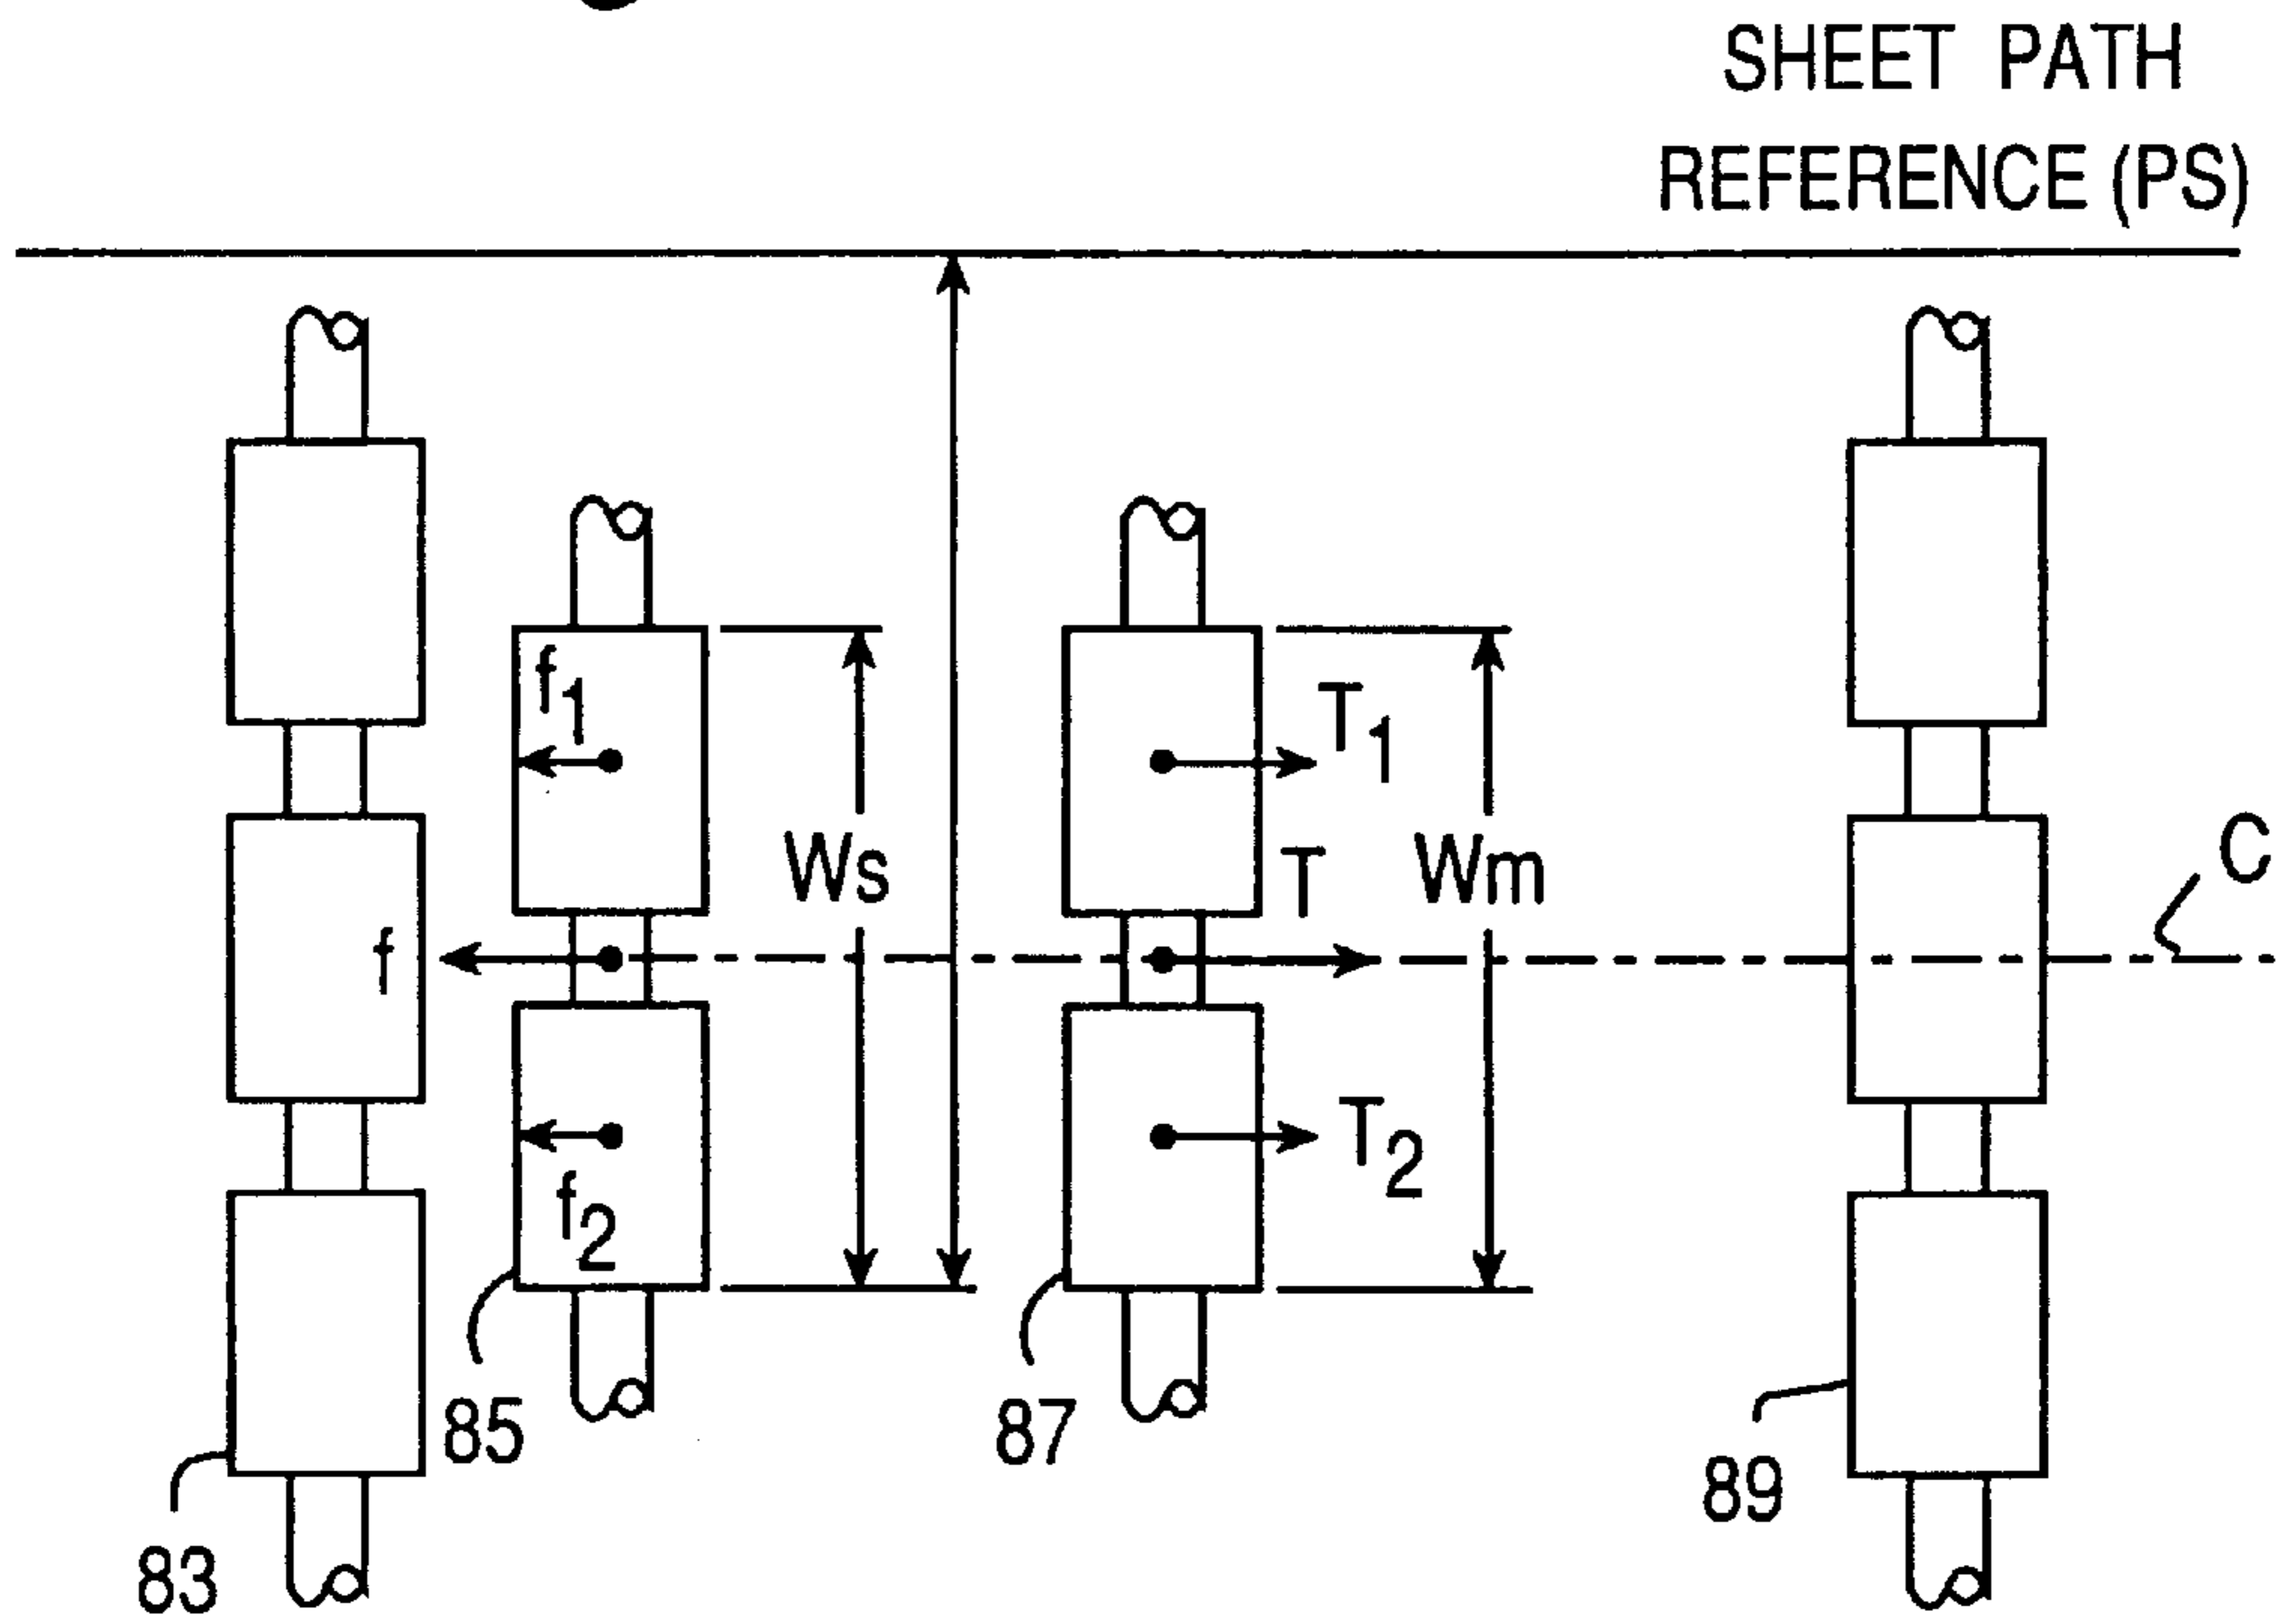 SHEET PATH
REFERENCE (PS)
f1
T1
Ws
T
Wm
C
f
T2
f2
85
87
89
83